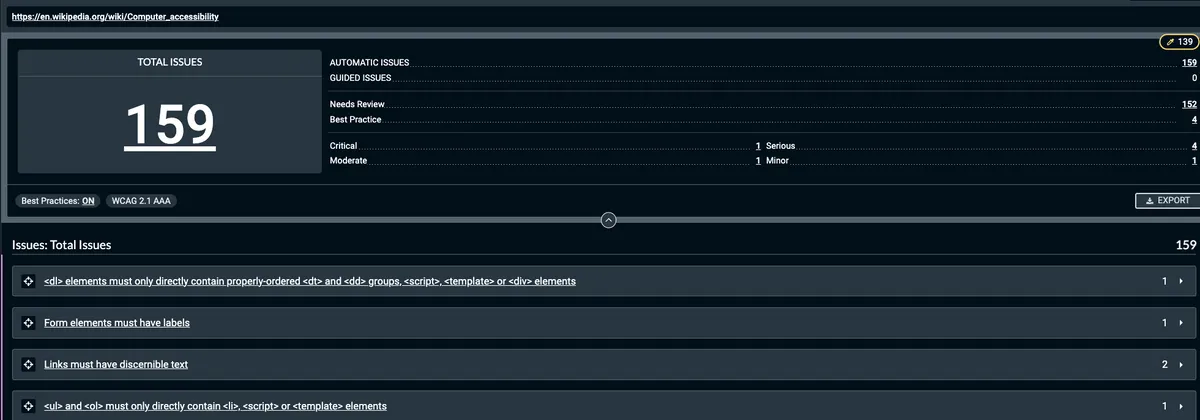 https://en.wikipedia.org/wiki/Computer_accessibility
139
TOTAL ISSUES
159
AUTOMATIC ISSUES 159
GUIDED ISSUES 0
Needs Review 152
Best Practice 4
Critical 1 Serious 4
Moderate 1 Minor 1
Best Practices: ON WCAG 2.1 AAA
EXPORT
Issues: Total Issues 159
<dl> elements must only directly contain properly-ordered <dt> and <dd> groups, <script>, <template> or <div> elements 1
Form elements must have labels 1
Links must have discernible text 2
<ul> and <ol> must only directly contain <li>, <script> or <template> elements 1